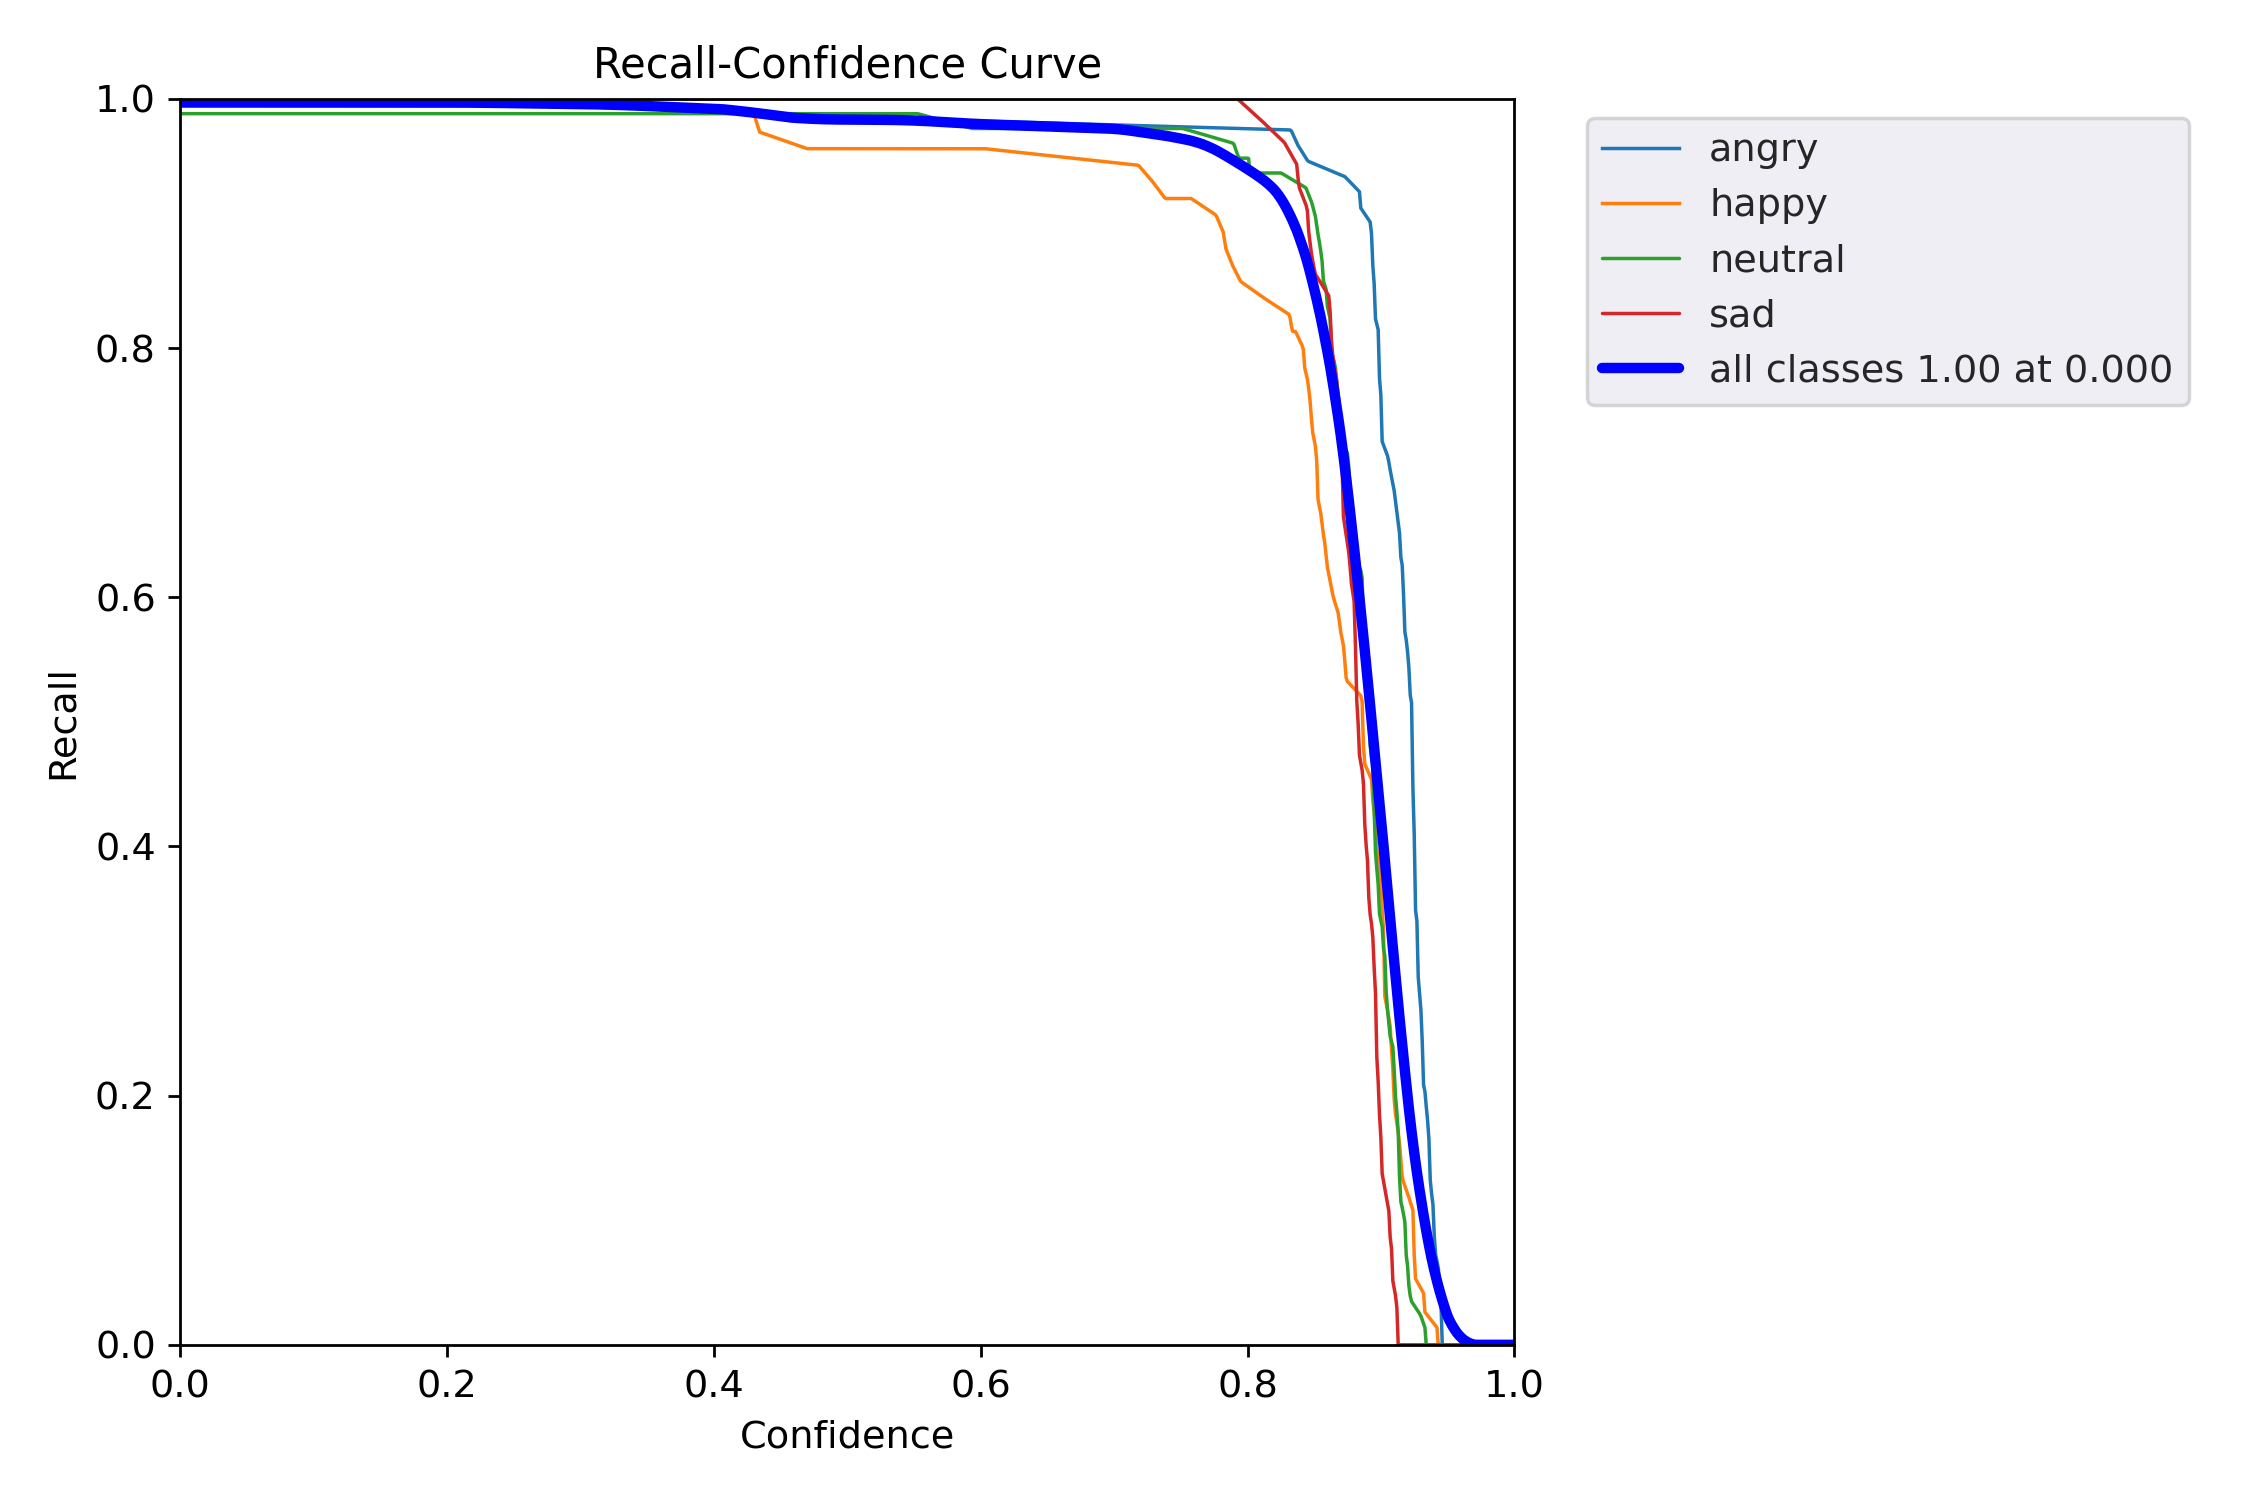 Recall-Confidence Curve
1.0
0.8
0.6
0.4
0.2
0.0
Recall
0.0 0.2 0.4 0.6 0.8 1.0
Confidence
angry
happy
neutral
sad
all classes 1.00 at 0.000